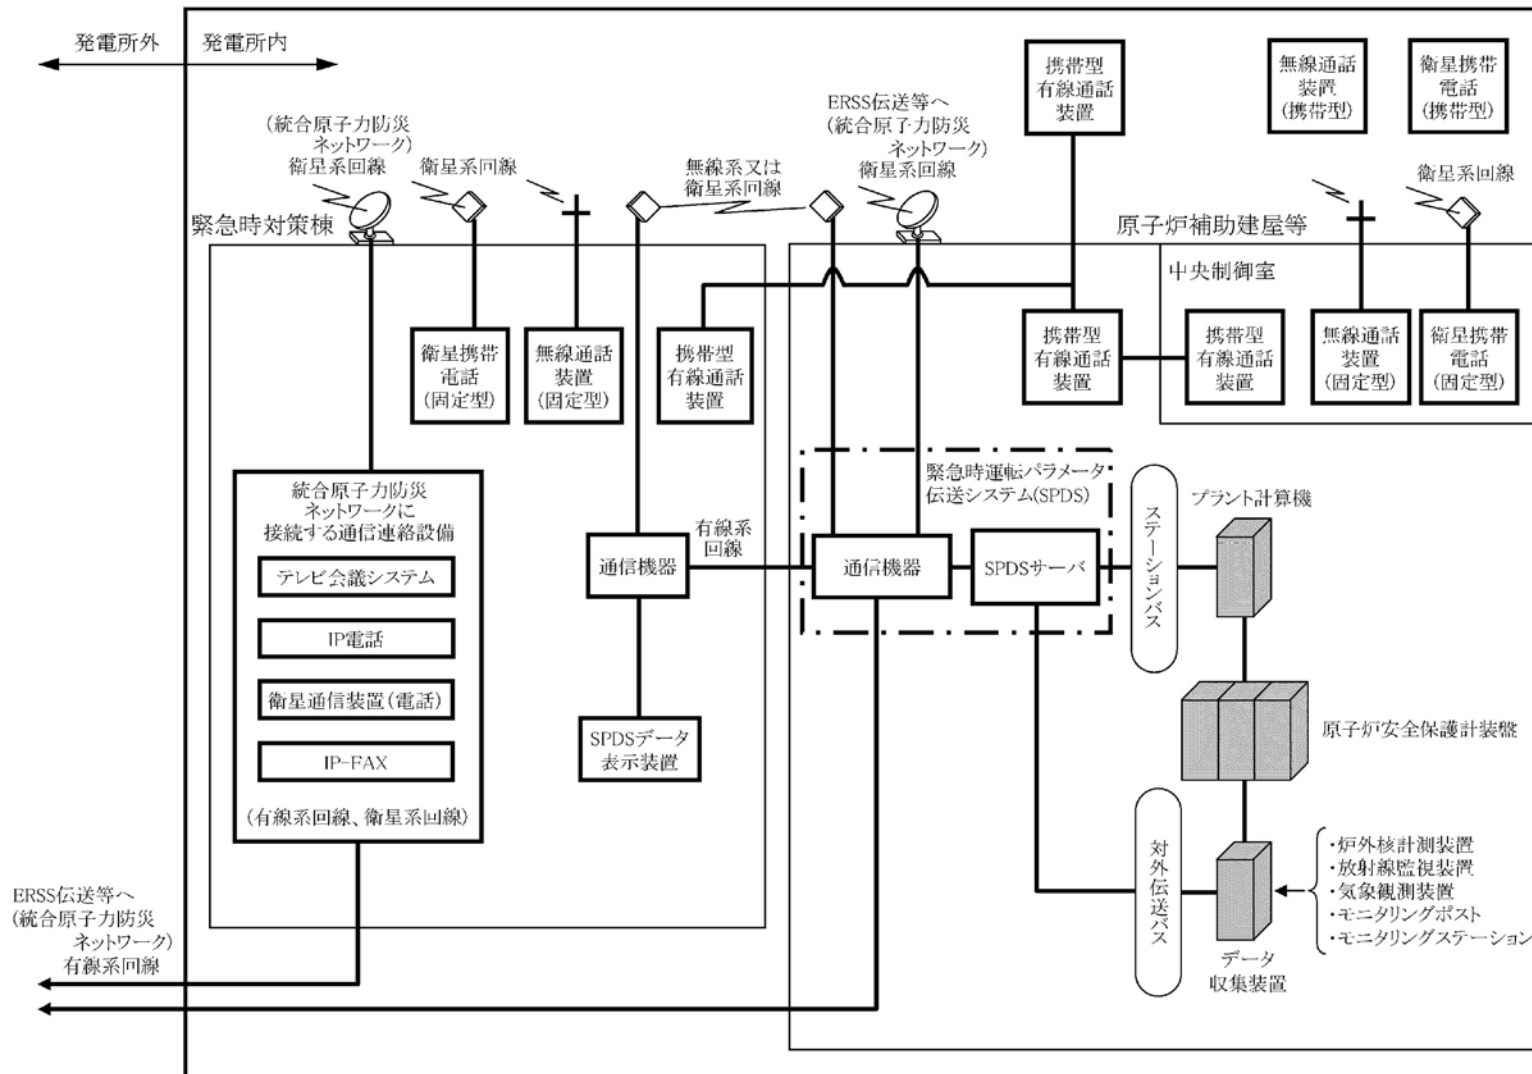 発電所外
発電所内
(統合原子力防災
ネットワーク)
衛星系回線
衛星系回線
無線系又は
衛星系回線
ERSS伝送等へ
(統合原子力防災
ネットワーク)
衛星系回線
携帯型
有線通話
装置
無線通話
装置
(携帯型)
衛星携帯
電話
(携帯型)
衛星系回線
緊急時対策棟
原子炉補助建屋等
中央制御室
衛星携帯
電話
(固定型)
無線通話
装置
(固定型)
携帯型
有線通話
装置
携帯型
有線通話
装置
携帯型
有線通話
装置
無線通話
装置
(固定型)
衛星携帯
電話
(固定型)
統合原子力防災
ネットワークに
接続する通信連絡設備
テレビ会議システム
IP電話
衛星通信装置(電話)
IP-FAX
(有線系回線、衛星系回線)
通信機器
有線系
回線
SPDSデータ
表示装置
緊急時運転パラメータ
伝送システム(SPDS)
通信機器
SPDSサーバ
ステーションバス
プラント計算機
原子炉安全保護計装盤
対外伝送バス
データ
収集装置
・炉外核計測装置
・放射線監視装置
・気象観測装置
・モニタリングポスト
・モニタリングステーション
ERSS伝送等へ
(統合原子力防災
ネットワーク)
有線系回線